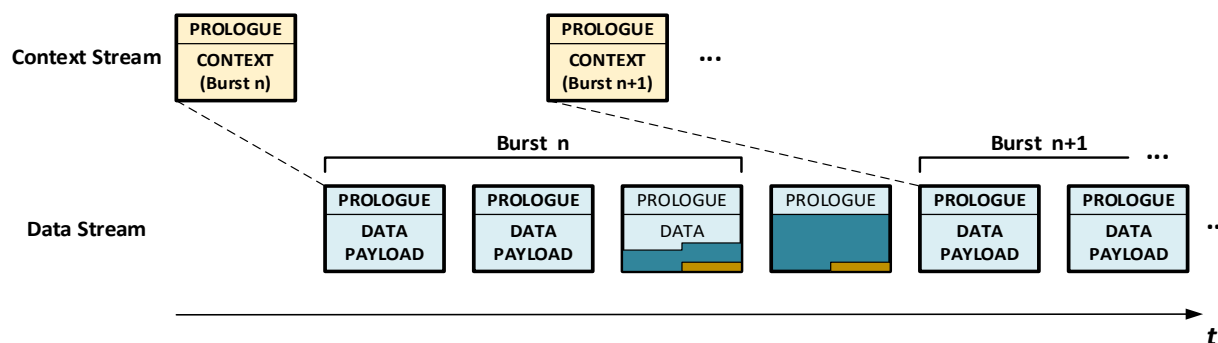 PROLOGUE
CONTEXT
(Burst n)
PROLOGUE
CONTEXT
(Burst n+1)
...
Context Stream
Burst n
Burst n+1
...
PROLOGUE
DATA
PAYLOAD
PROLOGUE
DATA
PAYLOAD
PROLOGUE
DATA
PROLOGUE
PROLOGUE
DATA
PAYLOAD
PROLOGUE
DATA
PAYLOAD
Data Stream
..
t